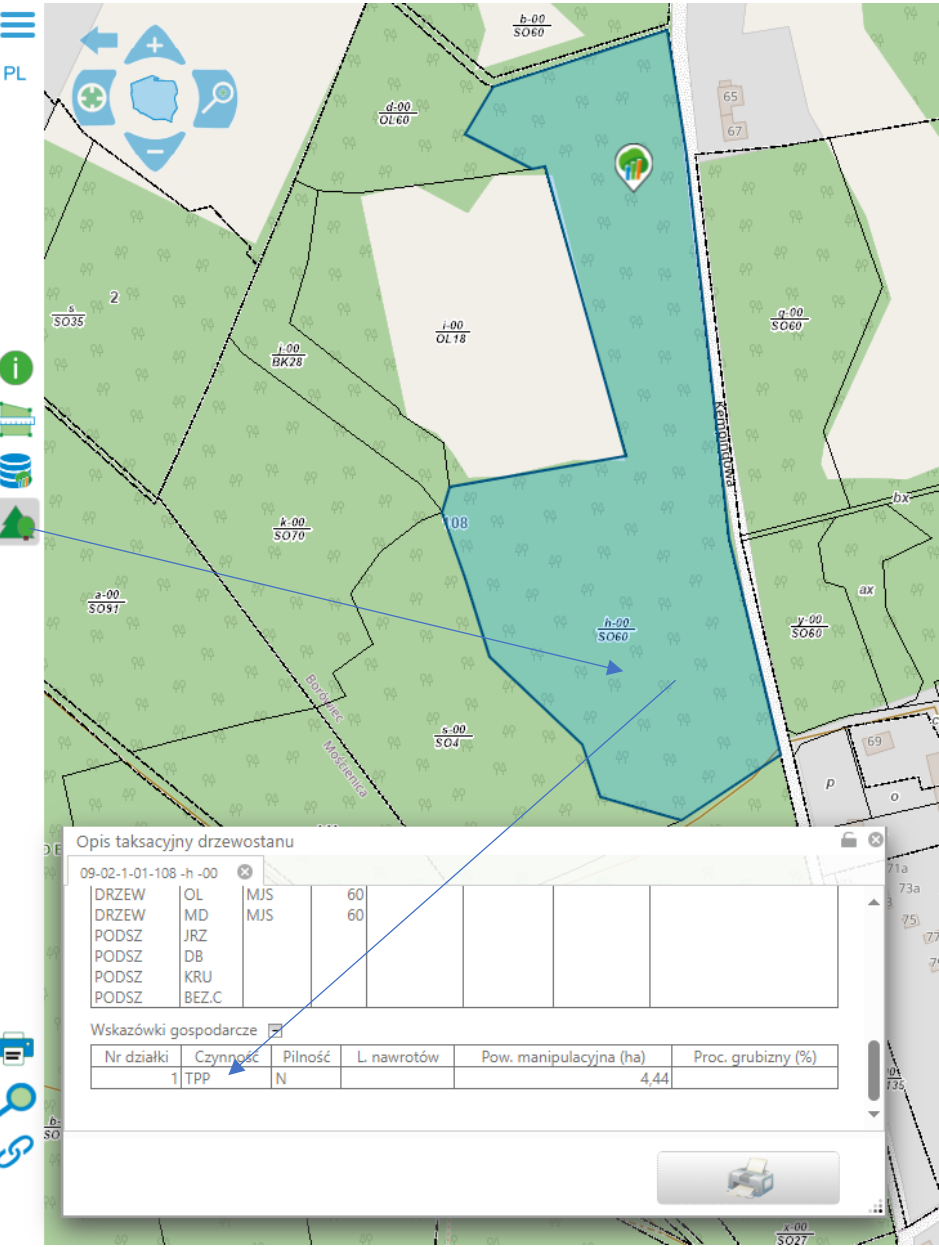 PL
b-00
SO60
d-00
OL60
65
67
2
s
SO35
i-00
OL18
g-00
SO60
j-00
BK28
Kempingowa
bx
108
k-00
SO70
a-00
SO91
h-00
SO60
ax
y-00
SO60
Borówiec
Mościenica
s-00
SO4
69
p
o
Opis taksacyjny drzewostanu
09-02-1-01-108 -h -00
DRZEW OL MJS 60
DRZEW MD MJS 60
PODSZ JRZ
PODSZ DB
PODSZ KRU
PODSZ BEZ.C
Wskazówki gospodarcze
Nr działki Czynność Pilność L. nawrotów Pow. manipulacyjna (ha) Proc. grubizny (%)
1 TPP N 4,44
71a
73a
75
x-00
SO27